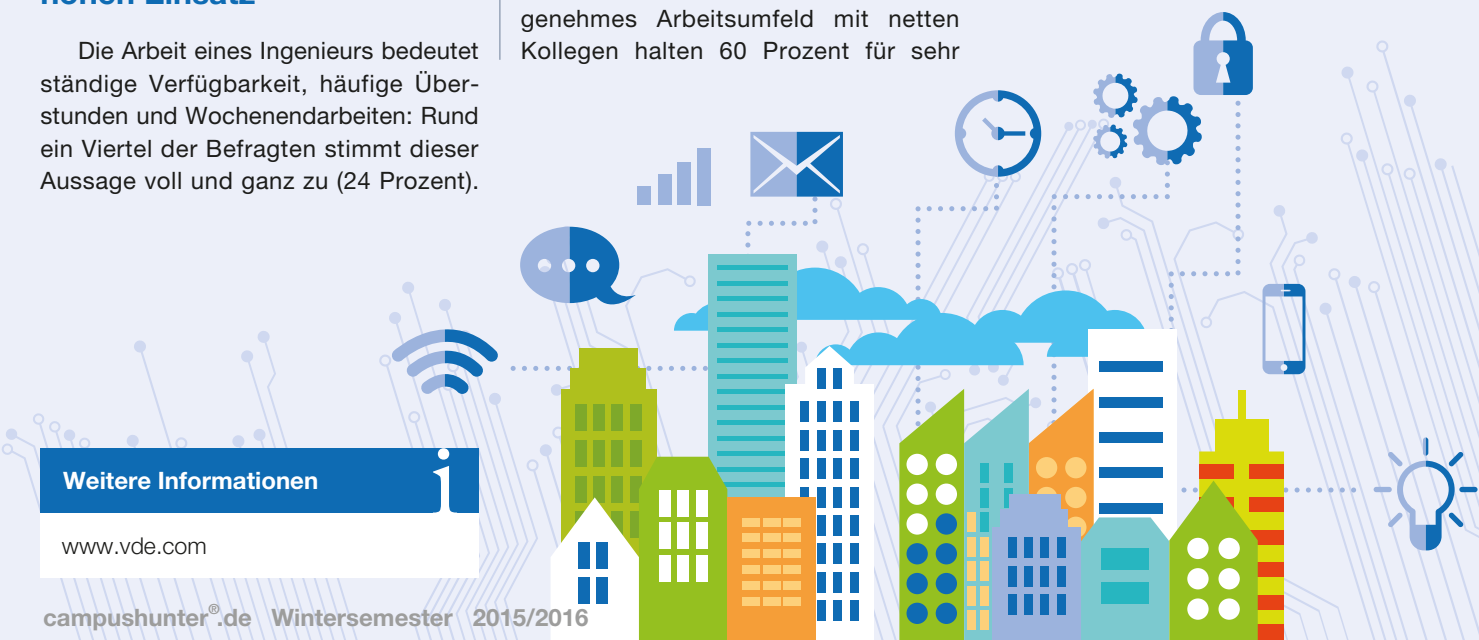 Die Arbeit eines Ingenieurs bedeutet
ständige Verfügbarkeit, häufige Über-
stunden und Wochenendarbeiten: Rund
ein Viertel der Befragten stimmt dieser
Aussage voll und ganz zu (24 Prozent).
genehmes Arbeitsumfeld mit netten
Kollegen halten 60 Prozent für sehr
Weitere Informationen
i
www.vde.com
campushunter®.de Wintersemester 2015/2016